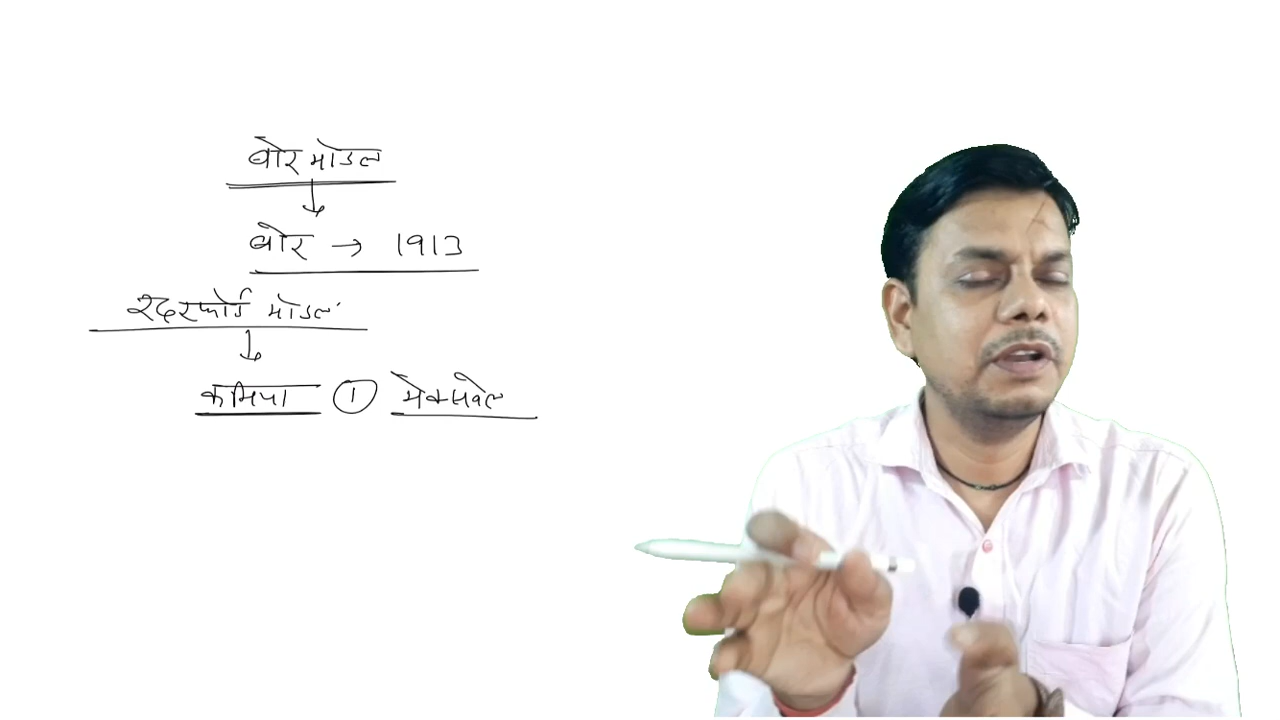 बोर मॉडल
बोर → 1913
रदरफोर्ड मॉडल
कमिया ① मेक्सवेल